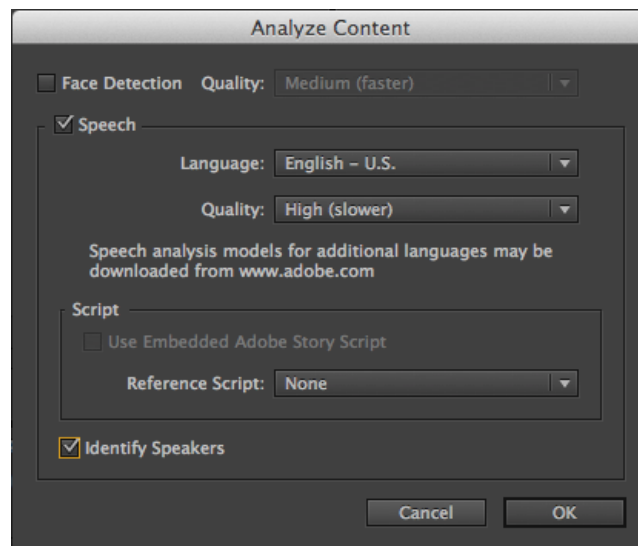 Analyze Content
Face Detection Quality: Medium (faster)
Speech
Language: English – U.S.
Quality: High (slower)
Speech analysis models for additional languages may be
downloaded from www.adobe.com
Script
Use Embedded Adobe Story Script
Reference Script: None
Identify Speakers
Cancel OK